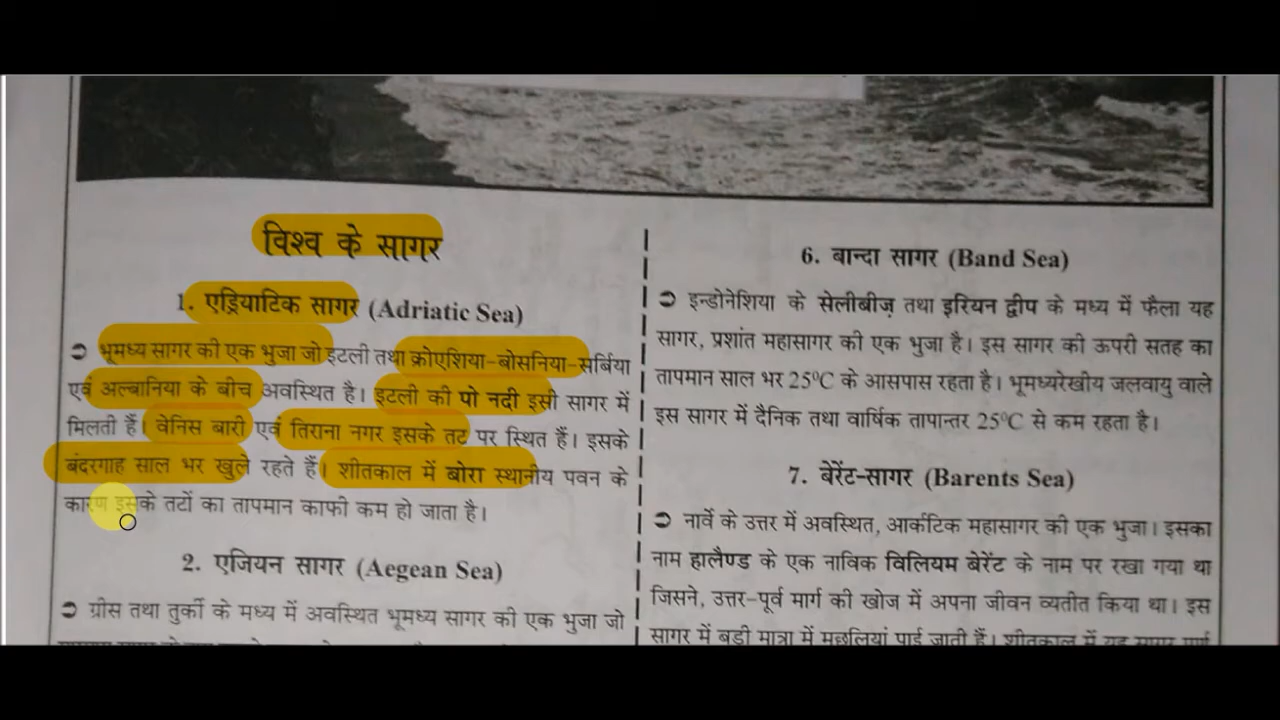 विश्व के सागर
1. एड्रियाटिक सागर (Adriatic Sea)
➲ भूमध्य सागर की एक भुजा जो इटली तथा क्रोएशिया-बोसनिया-सर्बिया
एवं अल्बानिया के बीच अवस्थित है। इटली की पो नदी इसी सागर में
मिलती हैं। वेनिस बारी एवं तिराना नगर इसके तट पर स्थित हैं। इसके
बंदरगाह साल भर खुले रहते हैं। शीतकाल में बोरा स्थानीय पवन के
कारण इसके तटों का तापमान काफी कम हो जाता है।
2. एजियन सागर (Aegean Sea)
➲ ग्रीस तथा तुर्की के मध्य में अवस्थित भूमध्य सागर की एक भुजा जो
6. बान्दा सागर (Band Sea)
➲ इन्डोनेशिया के सेलीबीज़ तथा इरियन द्वीप के मध्य में फैला यह
सागर, प्रशांत महासागर की एक भुजा है। इस सागर की ऊपरी सतह का
तापमान साल भर 25⁰C के आसपास रहता है। भूमध्यरेखीय जलवायु वाले
इस सागर में दैनिक तथा वार्षिक तापान्तर 25⁰C से कम रहता है।
7. बेरेंट-सागर (Barents Sea)
➲ नार्वे के उत्तर में अवस्थित, आर्कटिक महासागर की एक भुजा। इसका
नाम हालैण्ड के एक नाविक विलियम बेरेंट के नाम पर रखा गया था
जिसने, उत्तर-पूर्व मार्ग की खोज में अपना जीवन व्यतीत किया था। इस
सागर में बड़ी मात्रा में मछलियां पाई जाती हैं। शीतकाल में यह सागर पूर्ण